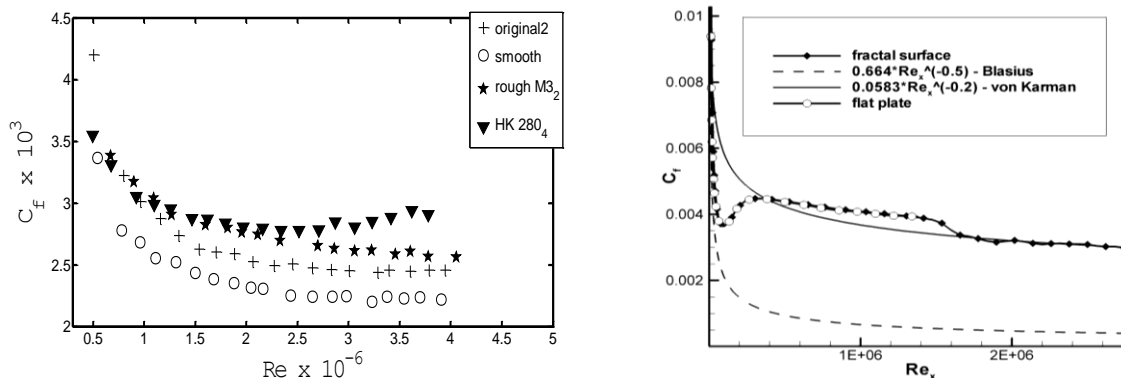 4.5
4
3.5
3
2.5
2
C_f x 10^3
0.5 1 1.5 2 2.5 3 3.5 4 4.5 5
Re x 10^-6
original2
smooth
rough M3_2
HK 280_4
0.01
0.008
0.006
0.004
0.002
C_f
1E+06 2E+06
Re_x
fractal surface
0.664*Re_x^(-0.5) - Blasius
0.0583*Re_x^(-0.2) - von Karman
flat plate